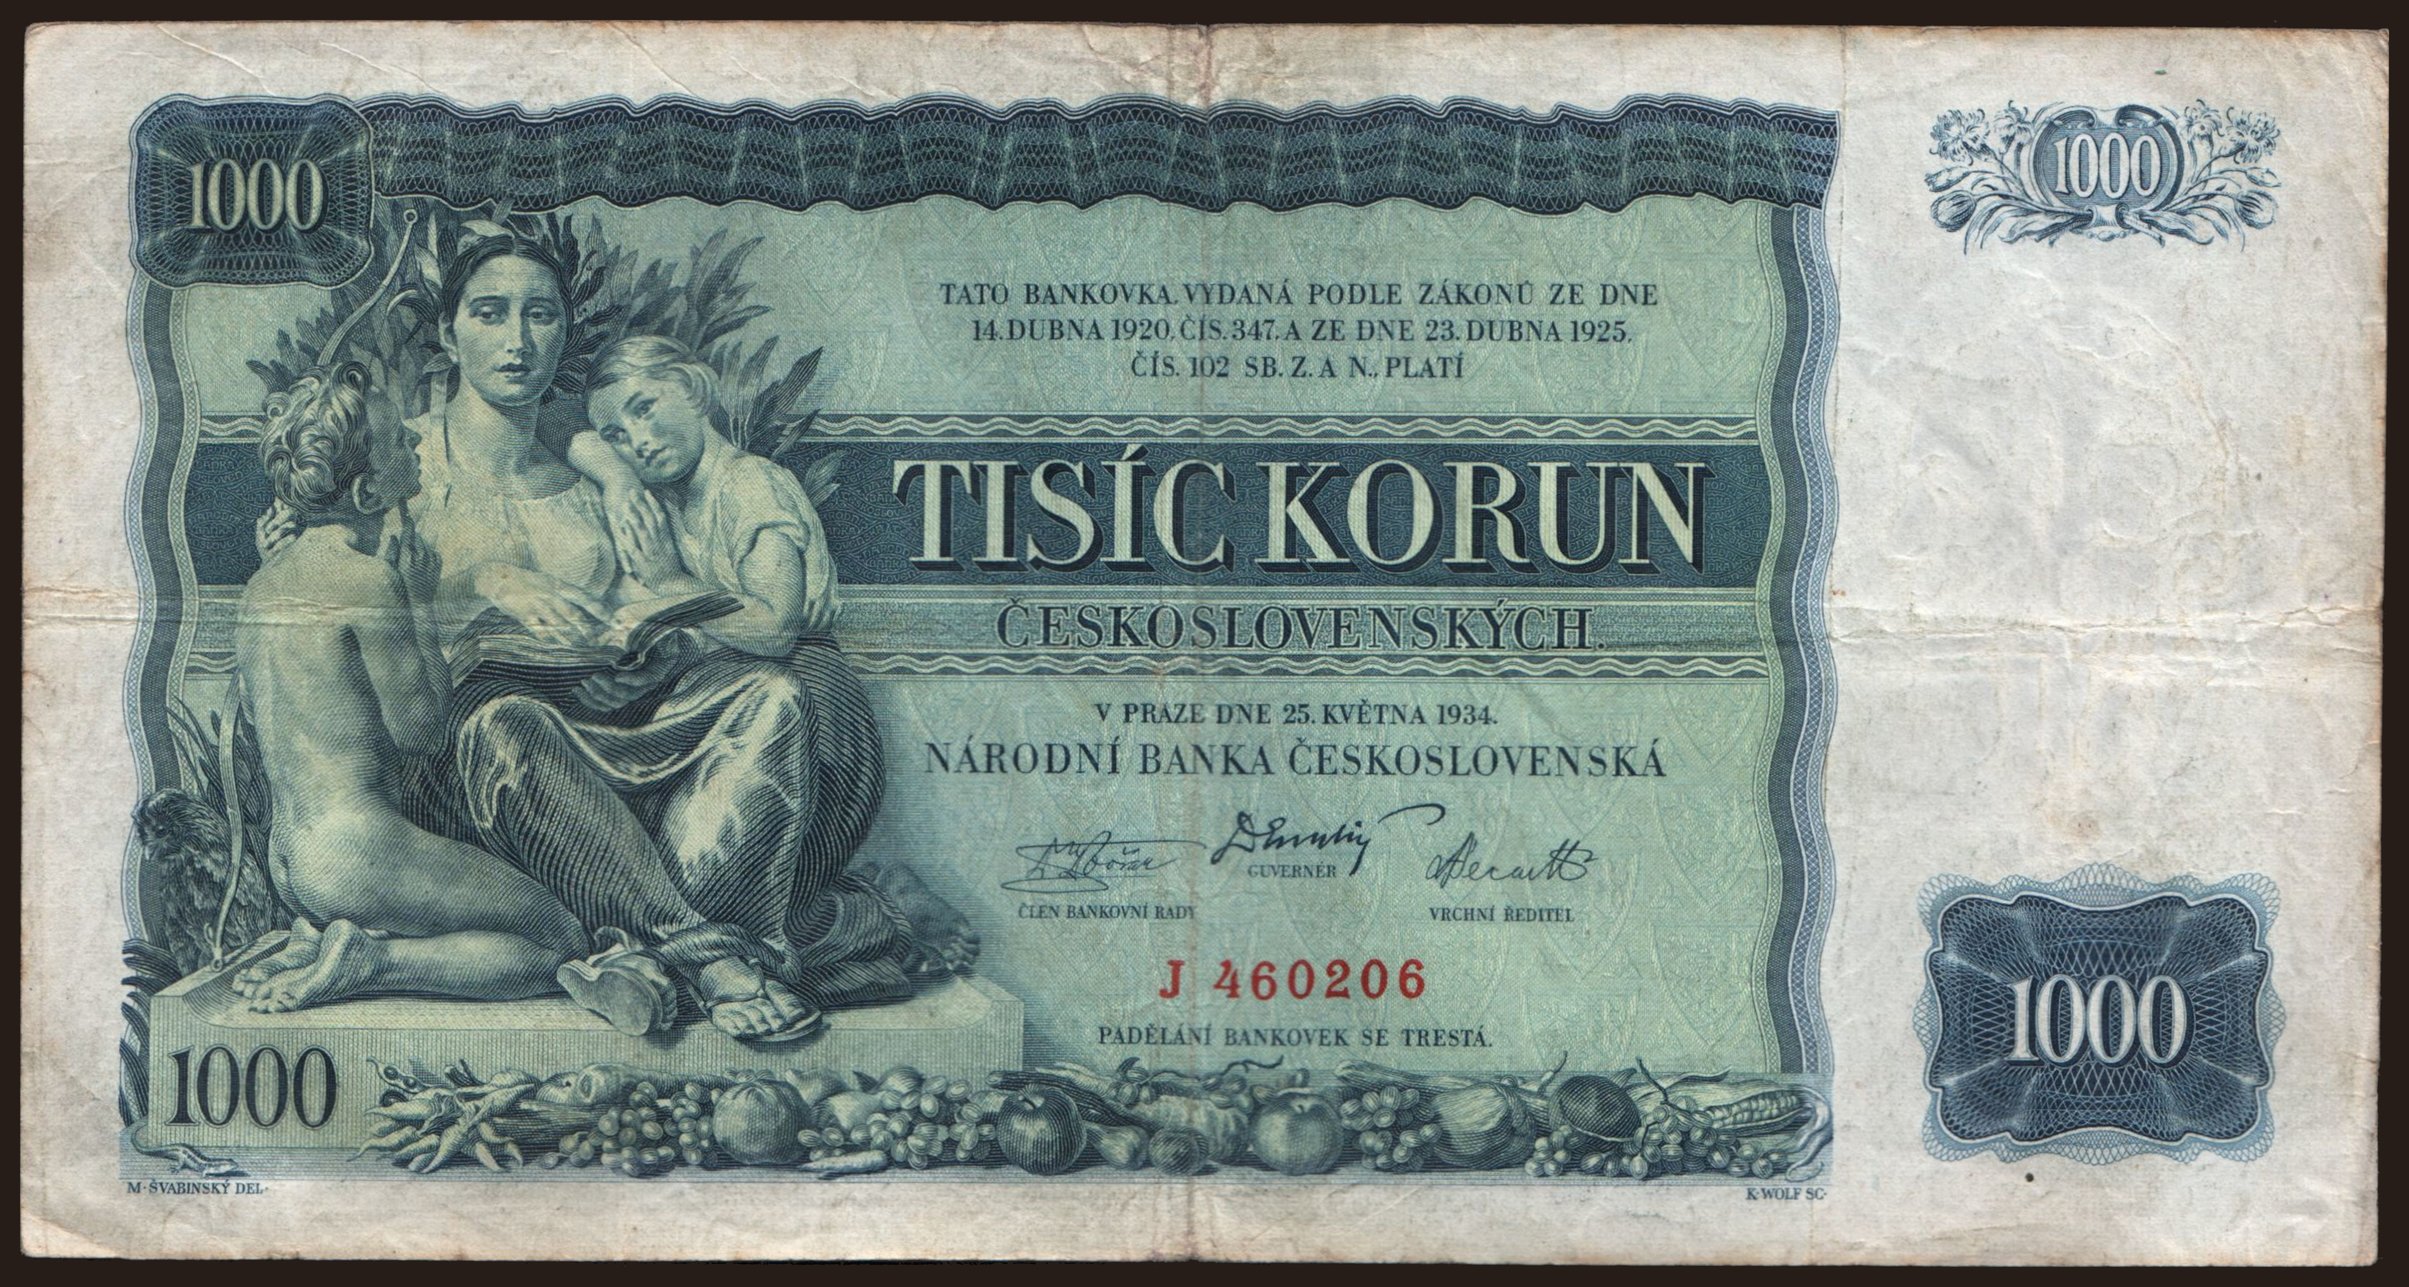 1000
1000
TATO BANKOVKA, VYDANÁ PODLE ZÁKONŮ ZE DNE
14. DUBNA 1920, ČÍS. 347, A ZE DNE 23. DUBNA 1925,
ČÍS. 102 SB. Z. A N., PLATÍ
TISÍC KORUN
ČESKOSLOVENSKÝCH.
V PRAZE DNE 25. KVĚTNA 1934.
NÁRODNÍ BANKA ČESKOSLOVENSKÁ
GUVERNÉR
ČLEN BANKOVNÍ RADY
VRCHNÍ ŘEDITEL
J 460206
PADĚLÁNÍ BANKOVEK SE TRESTÁ.
1000
1000
M. ŠVABINSKÝ DEL.
K. WOLF SC.